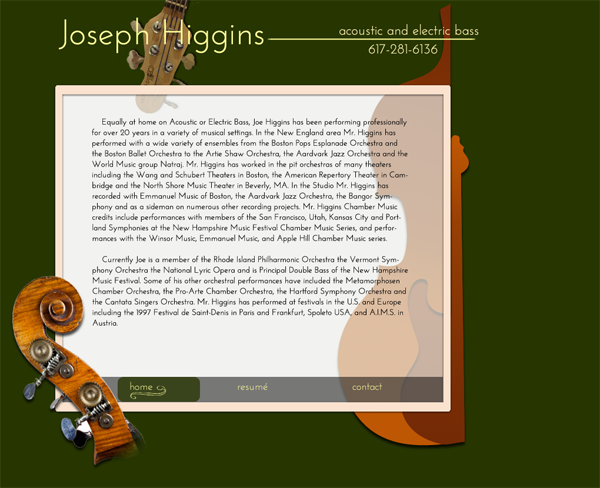 Joseph Higgins
acoustic and electric bass
617-281-6136
Equally at home on Acoustic or Electric Bass, Joe Higgins has been performing professionally
for over 20 years in a variety of musical settings. In the New England area Mr. Higgins has
performed with a wide variety of ensembles from the Boston Pops Esplanade Orchestra and
the Boston Ballet Orchestra to the Artie Shaw Orchestra, the Aardvark Jazz Orchestra and the
World Music group Natraj. Mr. Higgins has worked in the pit orchestras of many theaters
including the Wang and Schubert Theaters in Boston, the American Repertory Theater in Cam-
bridge and the North Shore Music Theater in Beverly, MA. In the Studio Mr. Higgins has
recorded with Emmanuel Music of Boston, the Aardvark Jazz Orchestra, the Bangor Sym-
phony and as a sideman on numerous other recording projects. Mr. Higgins Chamber Music
credits include performances with members of the San Francisco, Utah, Kansas City and Port-
land Symphonies at the New Hampshire Music Festival Chamber Music Series, and perfor-
mances with the Winsor Music, Emmanuel Music, and Apple Hill Chamber Music series.
Currently Joe is a member of the Rhode Island Philharmonic Orchestra the Vermont Sym-
phony Orchestra the National Lyric Opera and is Principal Double Bass of the New Hampshire
Music Festival. Some of his other orchestral performances have included the Metamorphosen
Chamber Orchestra, the Pro-Arte Chamber Orchestra, the Hartford Symphony Orchestra and
the Cantata Singers Orchestra. Mr. Higgins has performed at festivals in the U.S. and Europe
including the 1997 Festival de Saint-Denis in Paris and Frankfurt, Spoleto USA, and A.I.M.S. in
Austria.
home
resumé
contact